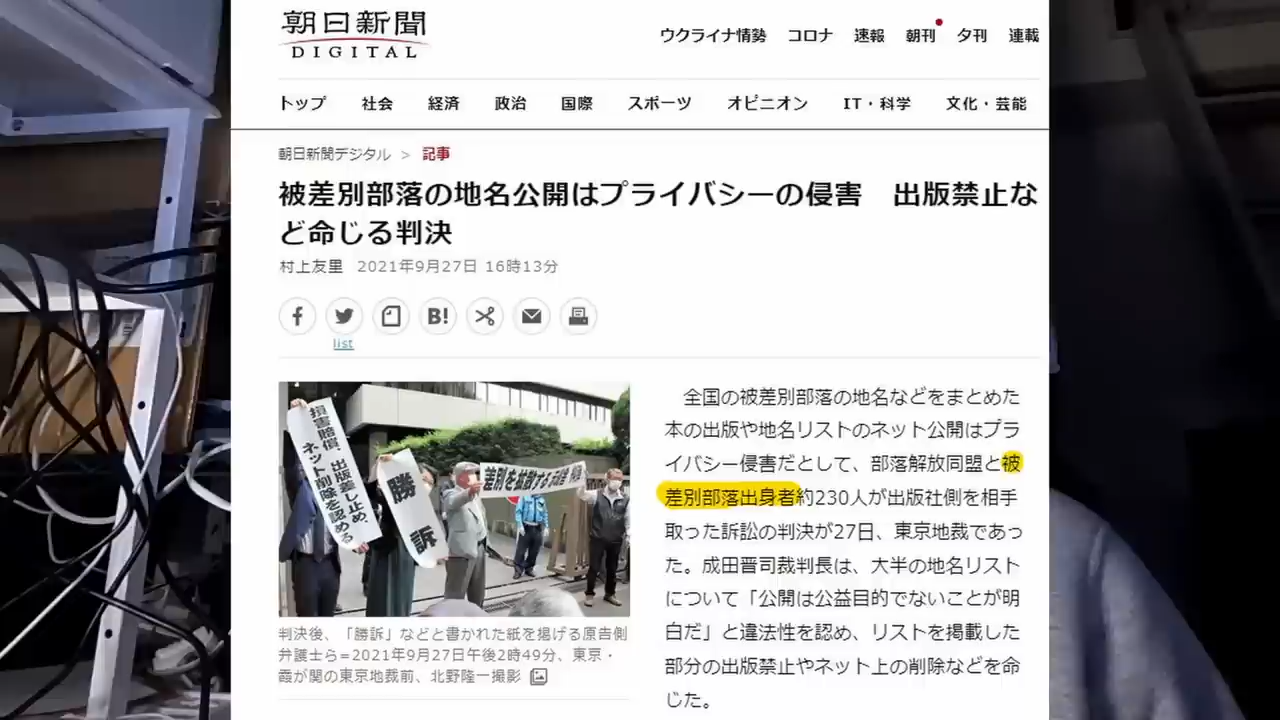 朝日新聞
DIGITAL
ウクライナ情勢 コロナ 速報 朝刊 夕刊 連載
トップ 社会 経済 政治 国際 スポーツ オピニオン IT・科学 文化・芸能
朝日新聞デジタル > 記事
被差別部落の地名公開はプライバシーの侵害 出版禁止な
ど命じる判決
村上友里 2021年9月27日 16時13分
B!
list
損害賠償、出版差し止め、
ネット削除を認める
勝訴
差別を拡散する
判決後、「勝訴」などと書かれた紙を掲げる原告側
弁護士ら=2021年9月27日午後2時49分、東京・
霞が関の東京地裁前、北野隆一撮影
全国の被差別部落の地名などをまとめた
本の出版や地名リストのネット公開はプラ
イバシー侵害だとして、部落解放同盟と被
差別部落出身者約230人が出版社側を相手
取った訴訟の判決が27日、東京地裁であっ
た。成田晋司裁判長は、大半の地名リスト
について「公開は公益目的でないことが明
白だ」と違法性を認め、リストを掲載した
部分の出版禁止やネット上の削除などを命
じた。